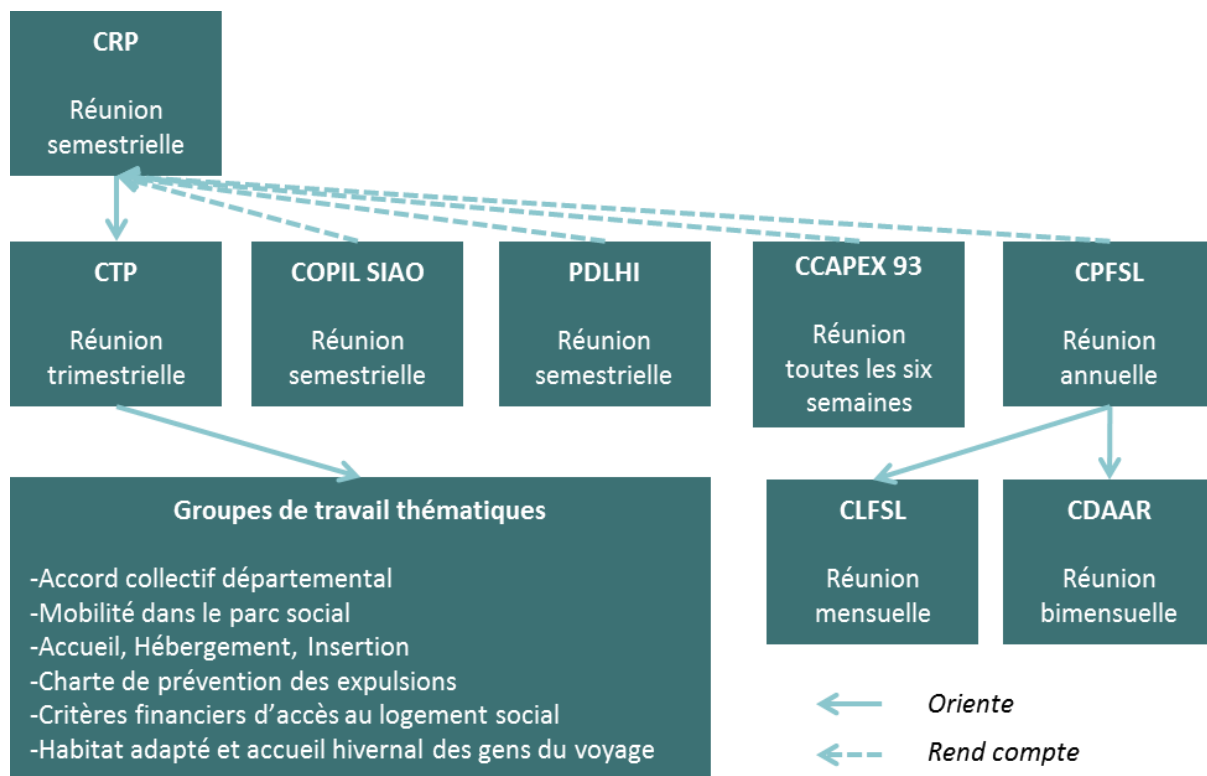 CRP
Réunion
semestrielle
CTP
Réunion
trimestrielle
COPIL SIAO
Réunion
semestrielle
PDLHI
Réunion
semestrielle
CCAPEX 93
Réunion
toutes les six
semaines
CPFSL
Réunion
annuelle
Groupes de travail thématiques
-Accord collectif départemental
-Mobilité dans le parc social
-Accueil, Hébergement, Insertion
-Charte de prévention des expulsions
-Critères financiers d’accès au logement social
-Habitat adapté et accueil hivernal des gens du voyage
CLFSL
Réunion
mensuelle
CDAAR
Réunion
bimensuelle
Oriente
Rend compte